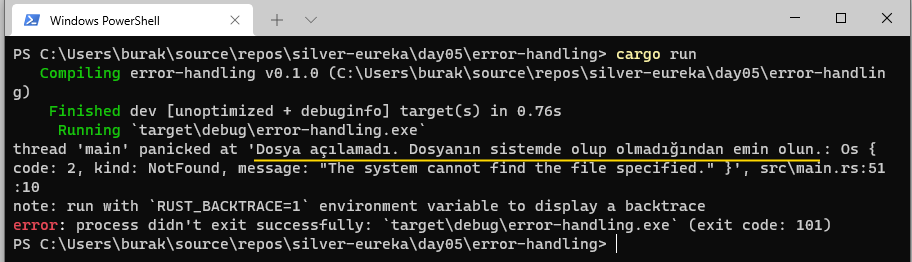 Windows PowerShell
PS C:\Users\burak\source\repos\silver-eureka\day05\error-handling> cargo run
Compiling error-handling v0.1.0 (C:\Users\burak\source\repos\silver-eureka\day05\error-handlin
g)
Finished dev [unoptimized + debuginfo] target(s) in 0.76s
Running `target\debug\error-handling.exe`
thread 'main' panicked at 'Dosya açılamadı. Dosyanın sistemde olup olmadığından emin olun.: Os {
code: 2, kind: NotFound, message: "The system cannot find the file specified." }', src\main.rs:51
:10
note: run with `RUST_BACKTRACE=1` environment variable to display a backtrace
error: process didn't exit successfully: `target\debug\error-handling.exe` (exit code: 101)
PS C:\Users\burak\source\repos\silver-eureka\day05\error-handling>